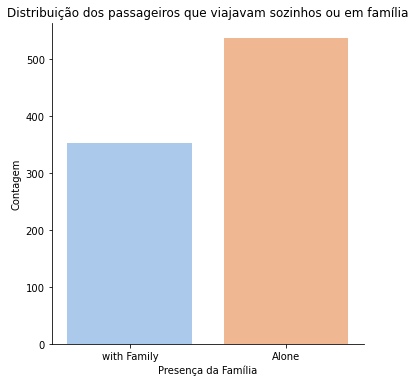 Distribuição dos passageiros que viajavam sozinhos ou em família
500
400
300
200
100
0
Contagem
with Family
Alone
Presença da Família